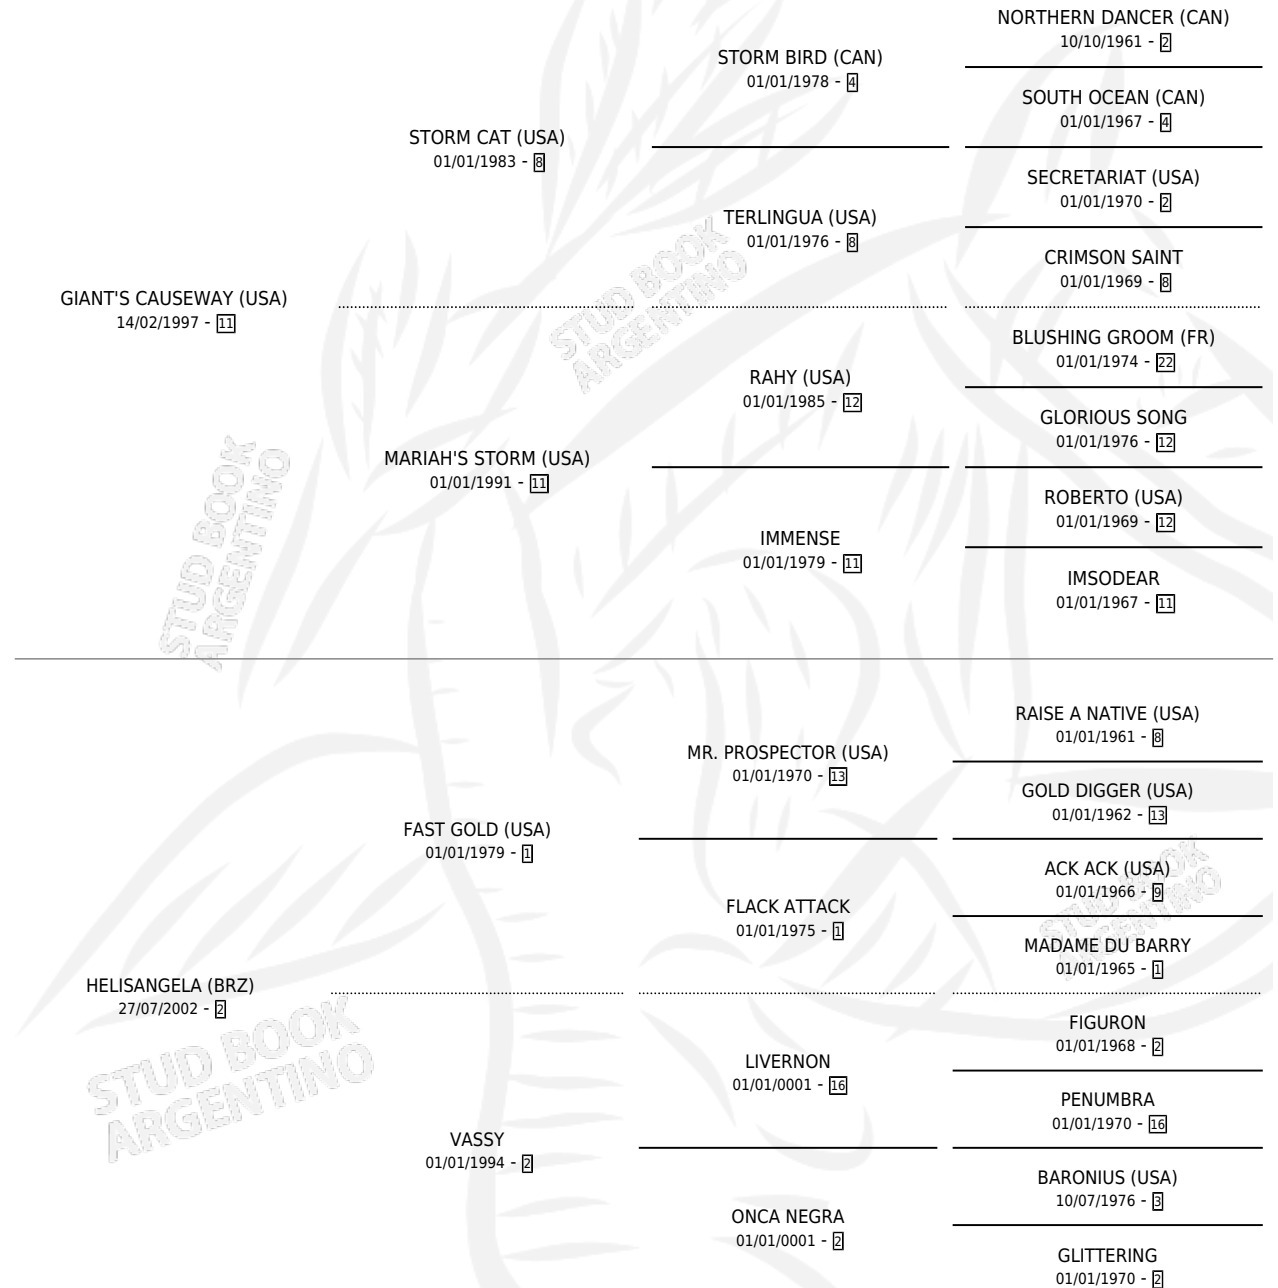 NORTHERN DANCER (CAN)
10/10/1961 - 2
STORM BIRD (CAN)
01/01/1978 - 4
SOUTH OCEAN (CAN)
01/01/1967 - 4
STORM CAT (USA)
01/01/1983 - 8
SECRETARIAT (USA)
01/01/1970 - 2
TERLINGUA (USA)
01/01/1976 - 8
CRIMSON SAINT
01/01/1969 - 8
GIANT'S CAUSEWAY (USA)
14/02/1997 - 11
BLUSHING GROOM (FR)
01/01/1974 - 22
RAHY (USA)
01/01/1985 - 12
GLORIOUS SONG
01/01/1976 - 12
MARIAH'S STORM (USA)
01/01/1991 - 11
ROBERTO (USA)
01/01/1969 - 12
IMMENSE
01/01/1979 - 11
IMSODEAR
01/01/1967 - 11
RAISE A NATIVE (USA)
01/01/1961 - 8
MR. PROSPECTOR (USA)
01/01/1970 - 13
GOLD DIGGER (USA)
01/01/1962 - 13
FAST GOLD (USA)
01/01/1979 - 1
ACK ACK (USA)
01/01/1966 - 9
FLACK ATTACK
01/01/1975 - 1
MADAME DU BARRY
01/01/1965 - 1
HELISANGELA (BRZ)
27/07/2002 - 2
FIGURON
01/01/1968 - 2
LIVERNON
01/01/0001 - 16
PENUMBRA
01/01/1970 - 16
VASSY
01/01/1994 - 2
BARONIUS (USA)
10/07/1976 - 3
ONCA NEGRA
01/01/0001 - 2
GLITTERING
01/01/1970 - 2
STUD BOOK
ARGENTINO
STUD BOOK
ARGENTINO
STUD BOOK
ARGENTINO
STUD BOOK
ARGENTINO